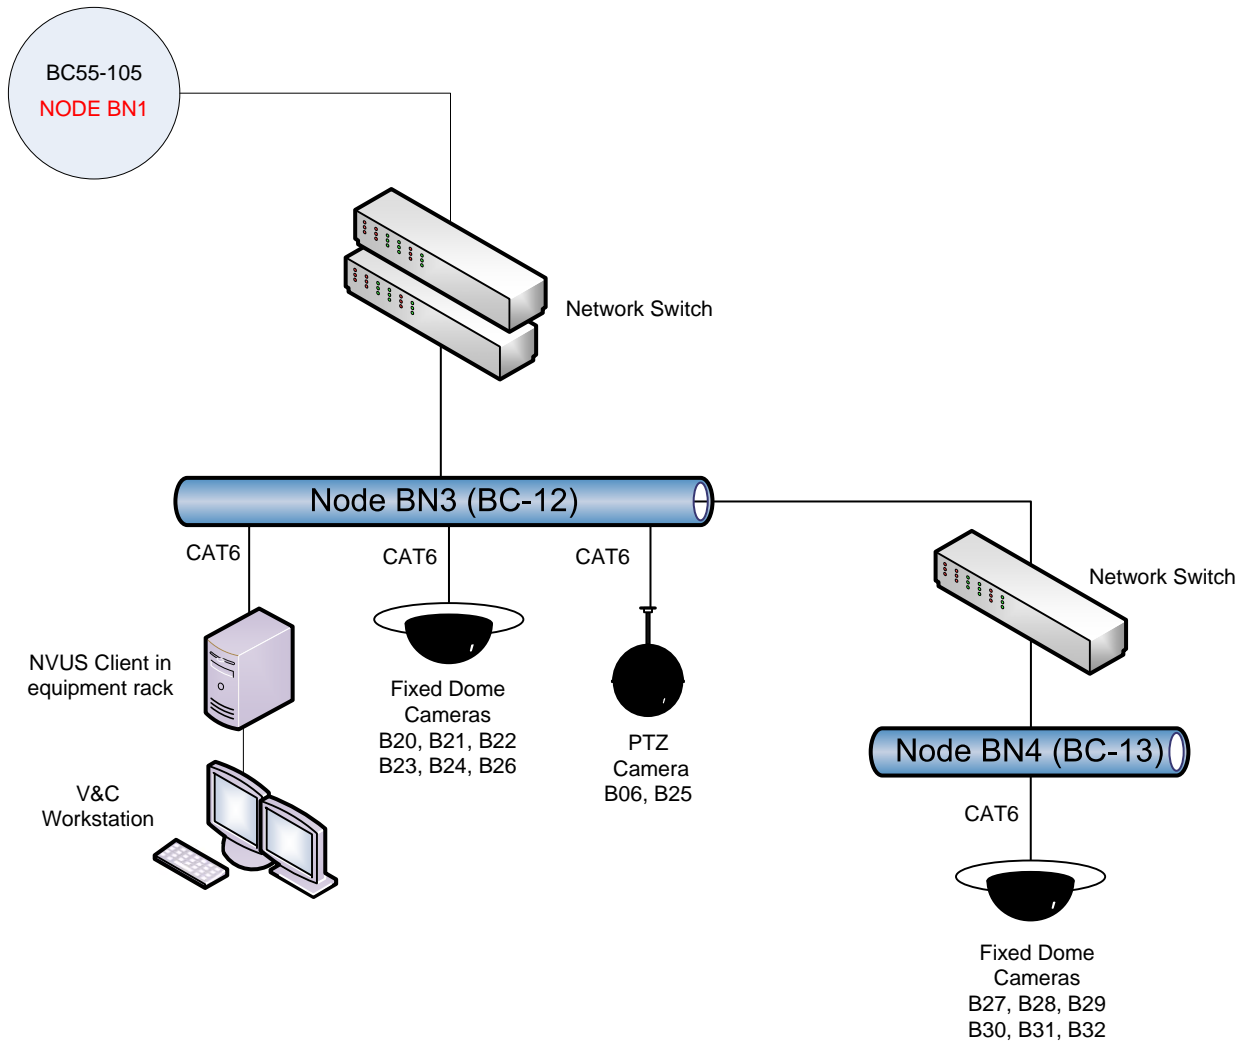 BC55-105
NODE BN1
Network Switch
Node BN3 (BC-12)
CAT6
CAT6
CAT6
Network Switch
NVUS Client in
equipment rack
Fixed Dome
Cameras
B20, B21, B22
B23, B24, B26
PTZ
Camera
B06, B25
Node BN4 (BC-13)
V&C
Workstation
CAT6
Fixed Dome
Cameras
B27, B28, B29
B30, B31, B32